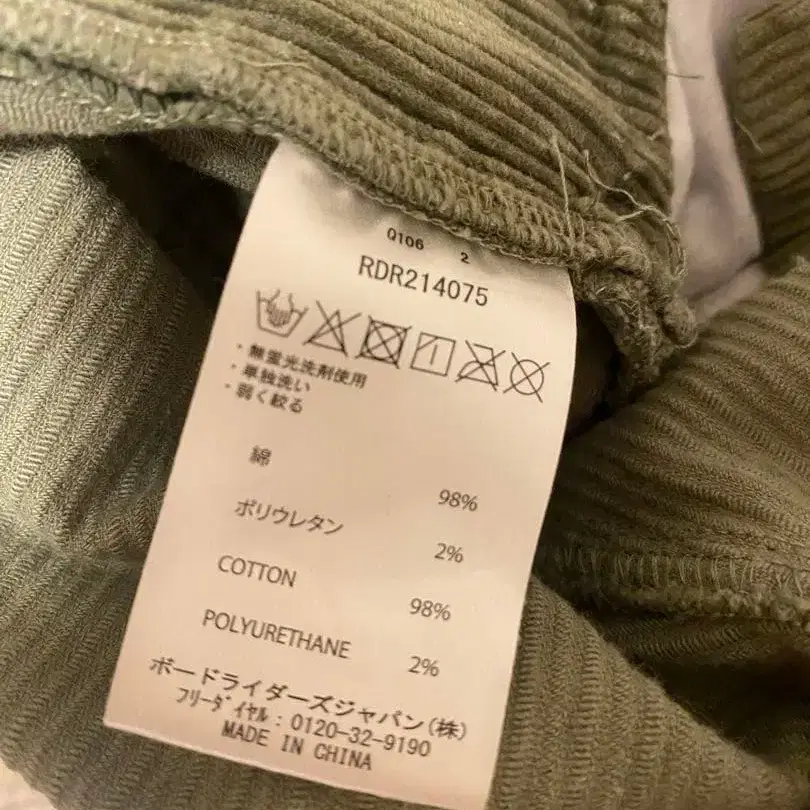 Q106 2
RDR214075
・無蛍光洗剤使用
・単独洗い
・弱く絞る
綿 98%
ポリウレタン 2%
COTTON 98%
POLYURETHANE 2%
ボードライダーズジャパン(株)
フリーダイヤル:0120-32-9190
MADE IN CHINA